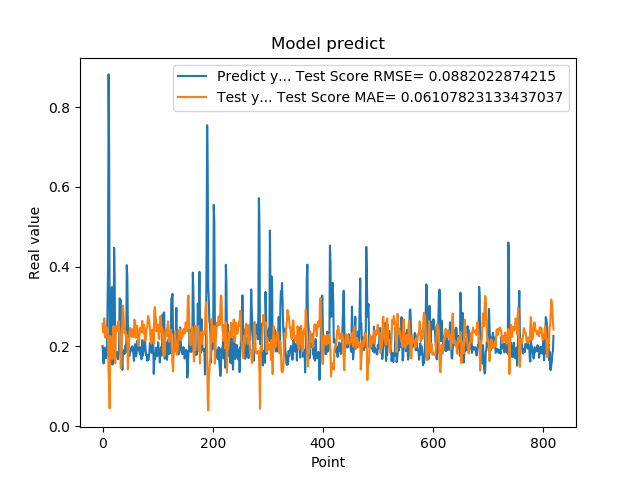 Model predict
Predict y... Test Score RMSE= 0.0882022874215
Test y... Test Score MAE= 0.06107823133437037
Real value
0.8
0.6
0.4
0.2
0.0
0 200 400 600 800
Point